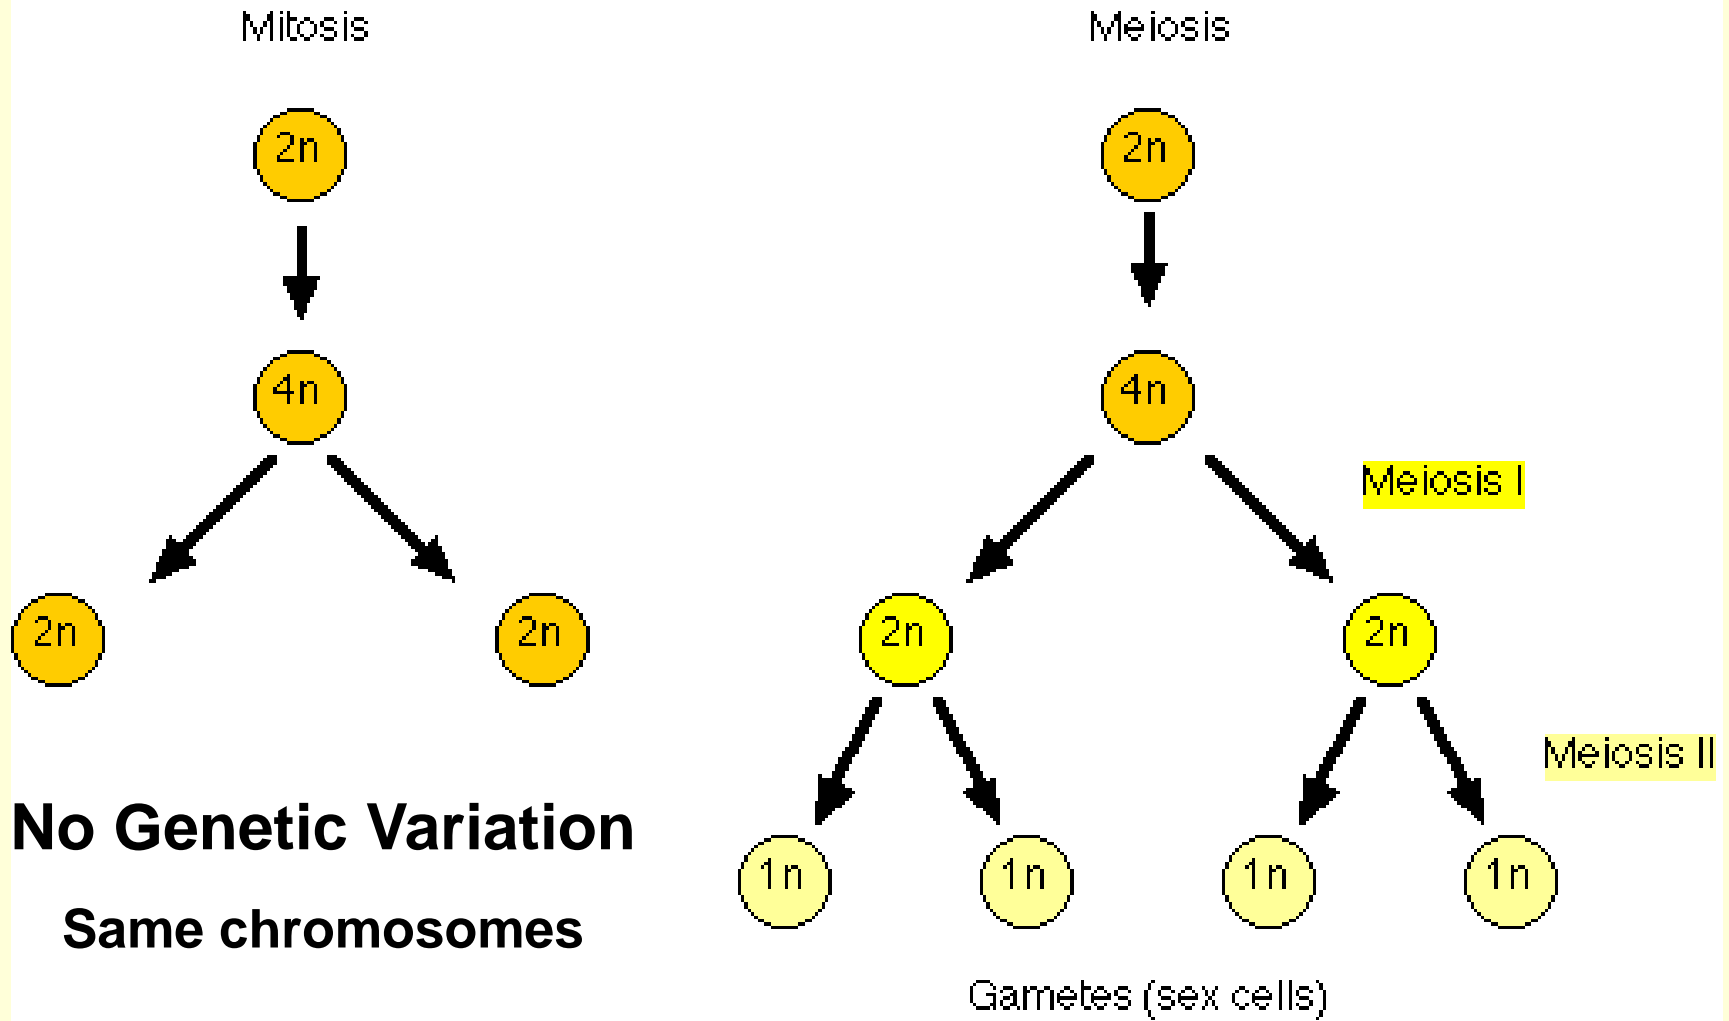 Mitosis
2n
4n
2n 2n
No Genetic Variation
Same chromosomes
Meiosis
2n
4n
Meiosis I
2n 2n
Meiosis II
1n 1n 1n 1n
Gametes (sex cells)